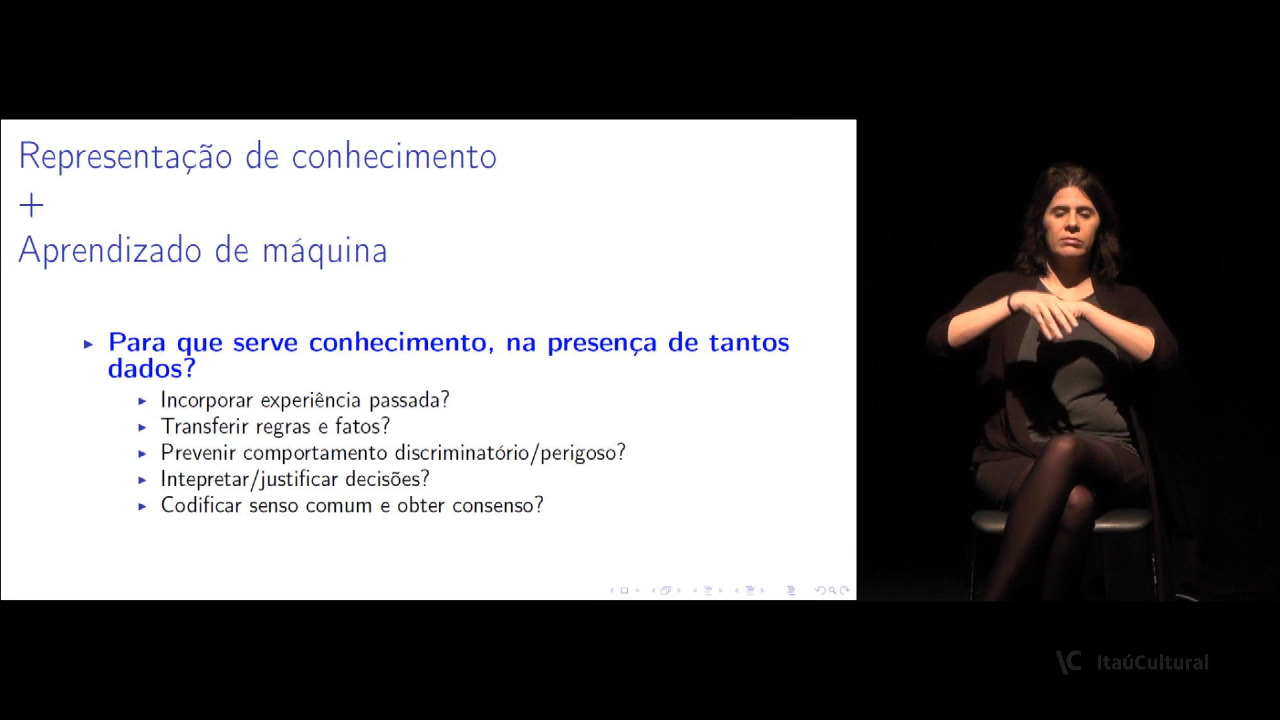 Representação de conhecimento
+
Aprendizado de máquina
Para que serve conhecimento, na presença de tantos
dados?
Incorporar experiência passada?
Transferir regras e fatos?
Prevenir comportamento discriminatório/perigoso?
Intepretar/justificar decisões?
Codificar senso comum e obter consenso?
\C ItaúCultural